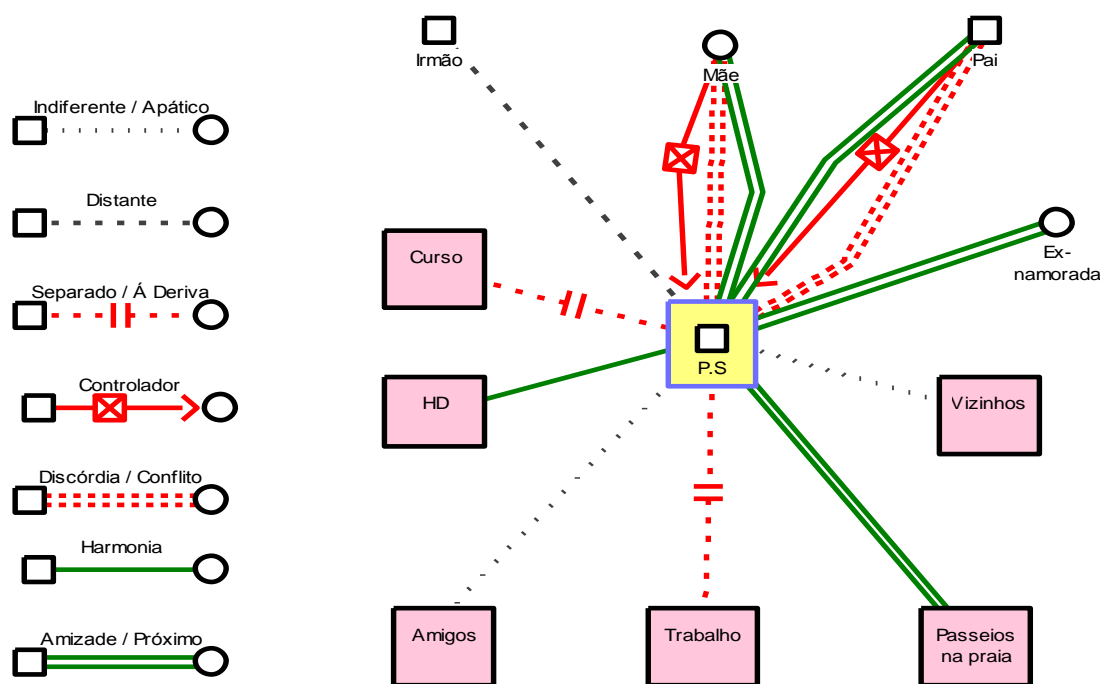 Indiferente / Apático
Distante
Separado / Á Deriva
Controlador
Discórdia / Conflito
Harmonia
Amizade / Próximo
Irmão
Mãe
Pai
Curso
Ex-
namorada
P.S
HD
Vizinhos
Amigos
Trabalho
Passeios
na praia